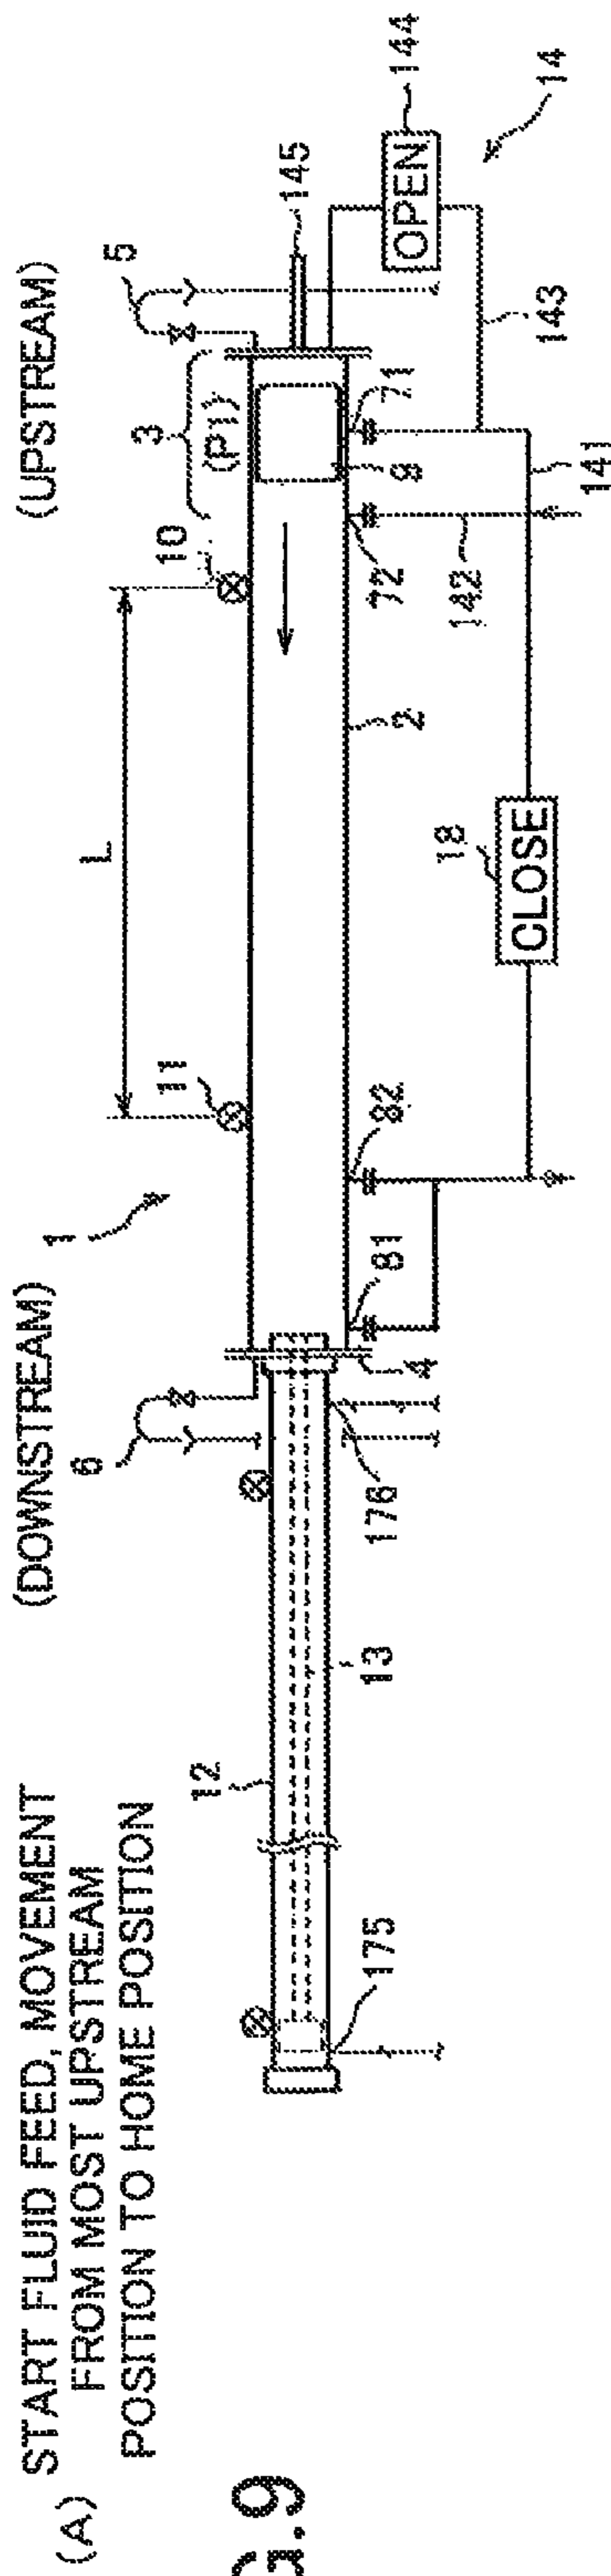 (A) START FLUID FEED, MOVEMENT
FROM MOST UPSTREAM
POSITION TO HOME POSITION
(DOWNSTREAM)
(UPSTREAM)
1
L
6
11
10
3
5
(P1)
12
145
144
OPEN
14
175
13
176
4
81
82
2
72
9
71
143
142
141
18
CLOSE
G.9